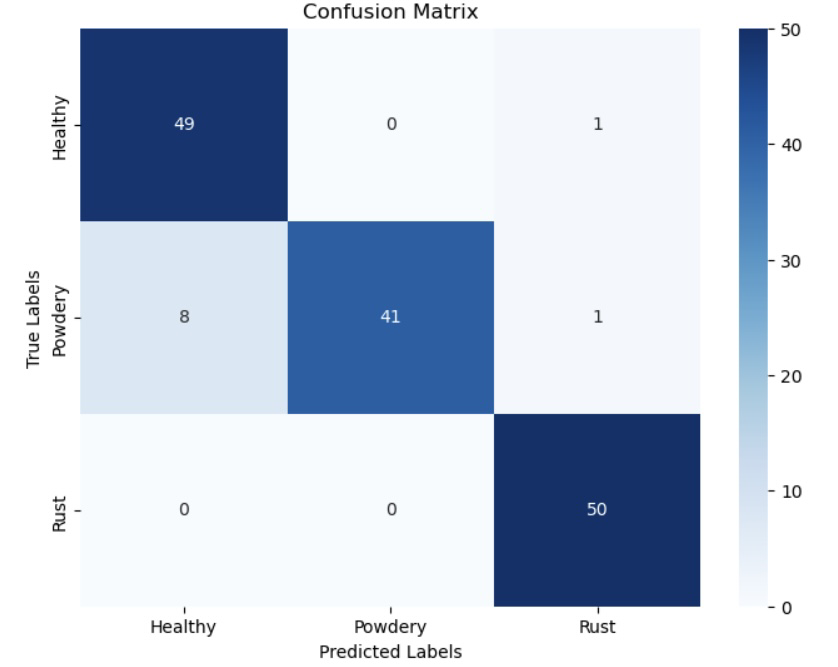 Confusion Matrix
Healthy
49
0
1
50
40
30
20
10
0
True Labels
Powdery
8
41
1
Rust
0
0
50
Healthy
Powdery
Rust
Predicted Labels